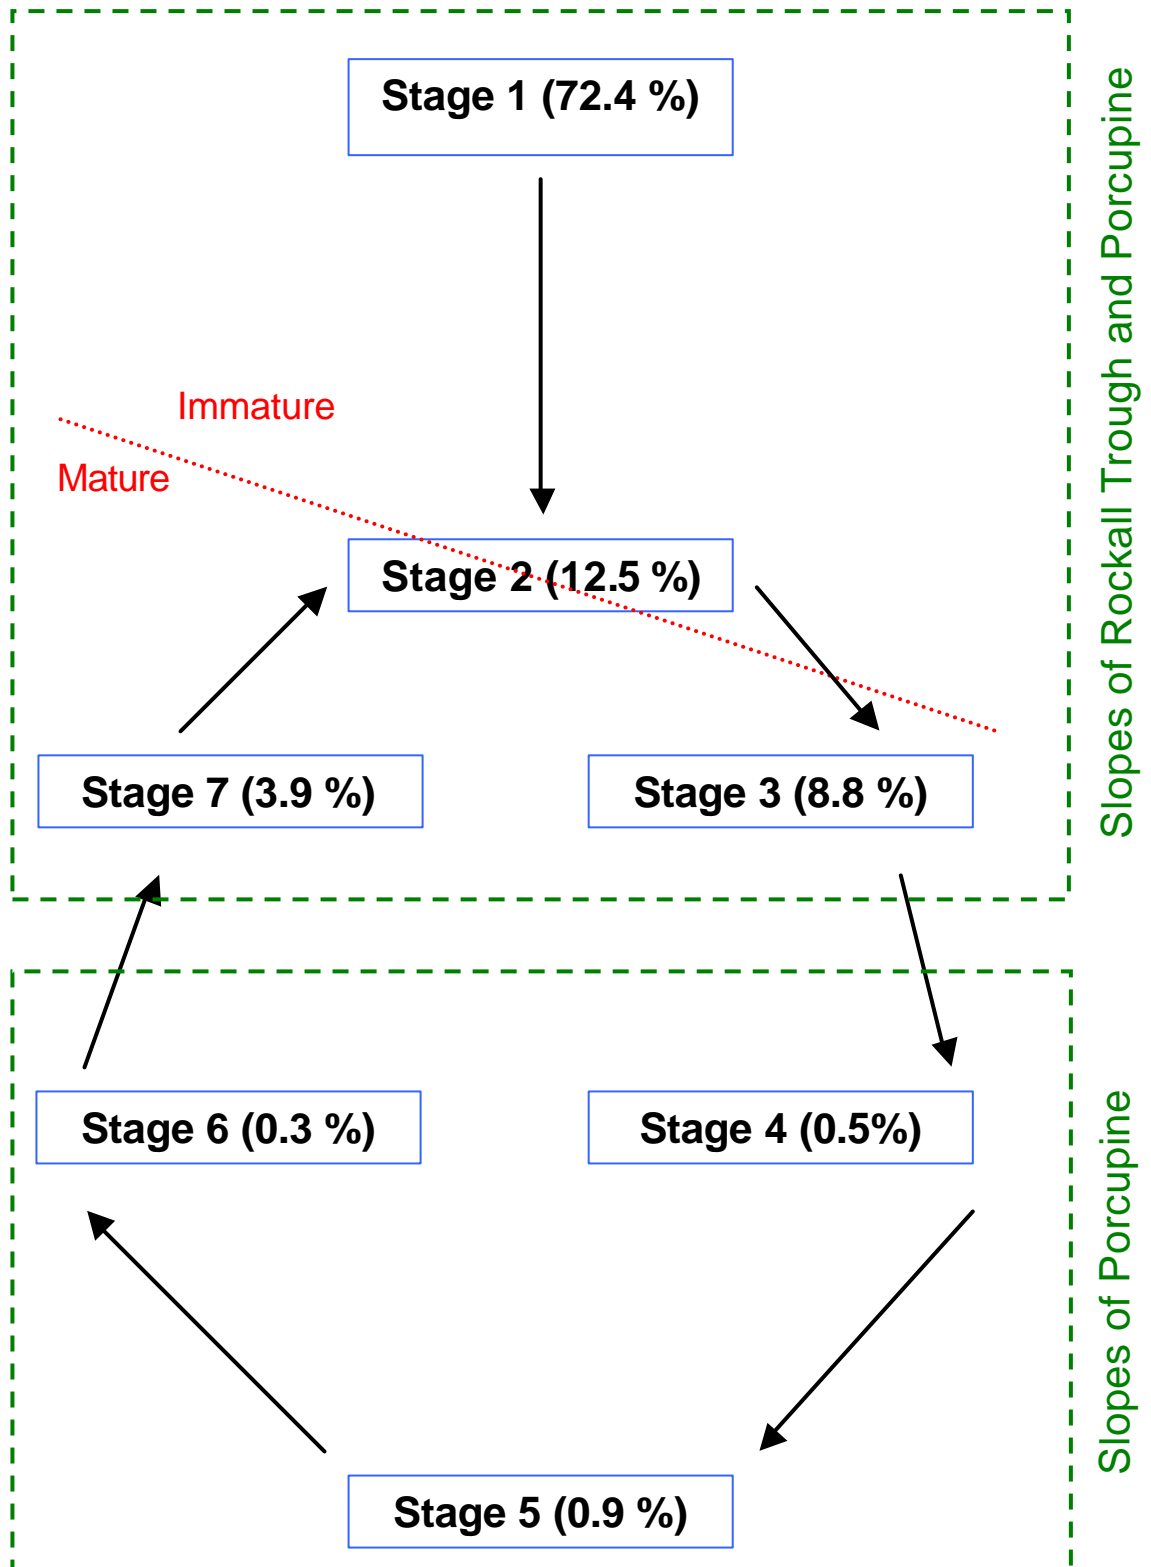 Stage 1 (72.4 %)
Immature
Mature
Stage 2 (12.5 %)
Stage 7 (3.9 %)
Stage 3 (8.8 %)
Slopes of Rockall Trough and Porcupine
Stage 6 (0.3 %)
Stage 4 (0.5%)
Stage 5 (0.9 %)
Slopes of Porcupine